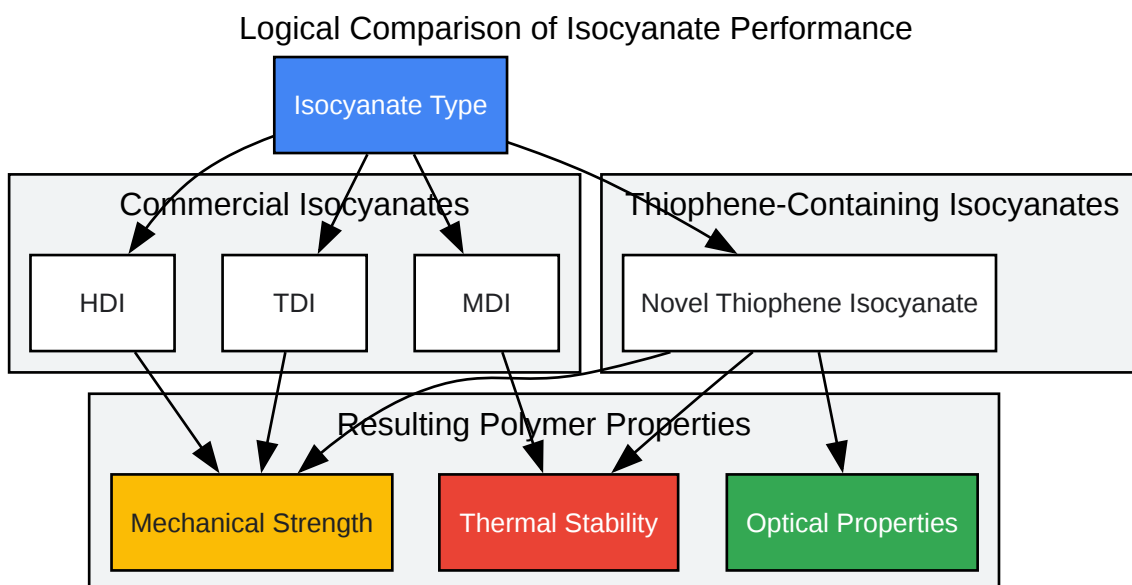 Logical Comparison of Isocyanate Performance
Isocyanate Type
Commercial Isocyanates
Thiophene-Containing Isocyanates
HDI
TDI
MDI
Novel Thiophene Isocyanate
Resulting Polymer Properties
Mechanical Strength
Thermal Stability
Optical Properties